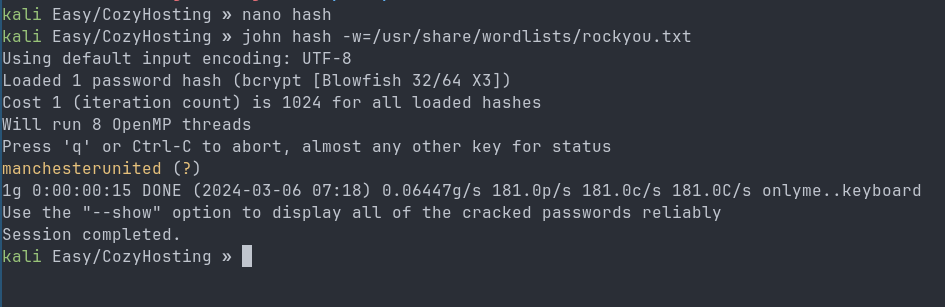 kali Easy/CozyHosting » nano hash
kali Easy/CozyHosting » john hash -w=/usr/share/wordlists/rockyou.txt
Using default input encoding: UTF-8
Loaded 1 password hash (bcrypt [Blowfish 32/64 X3])
Cost 1 (iteration count) is 1024 for all loaded hashes
Will run 8 OpenMP threads
Press 'q' or Ctrl-C to abort, almost any other key for status
manchesterunited (?)
1g 0:00:00:15 DONE (2024-03-06 07:18) 0.06447g/s 181.0p/s 181.0c/s 181.0C/s onlyme..keyboard
Use the "--show" option to display all of the cracked passwords reliably
Session completed.
kali Easy/CozyHosting »